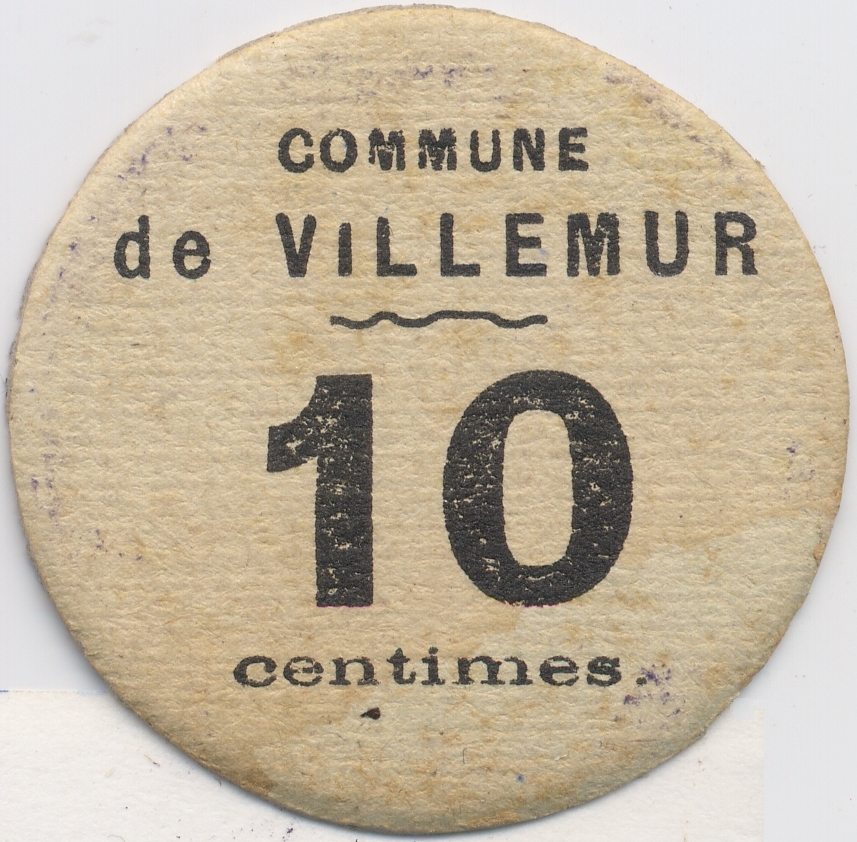 COMMUNE
de VILLEMUR
10
centimes.